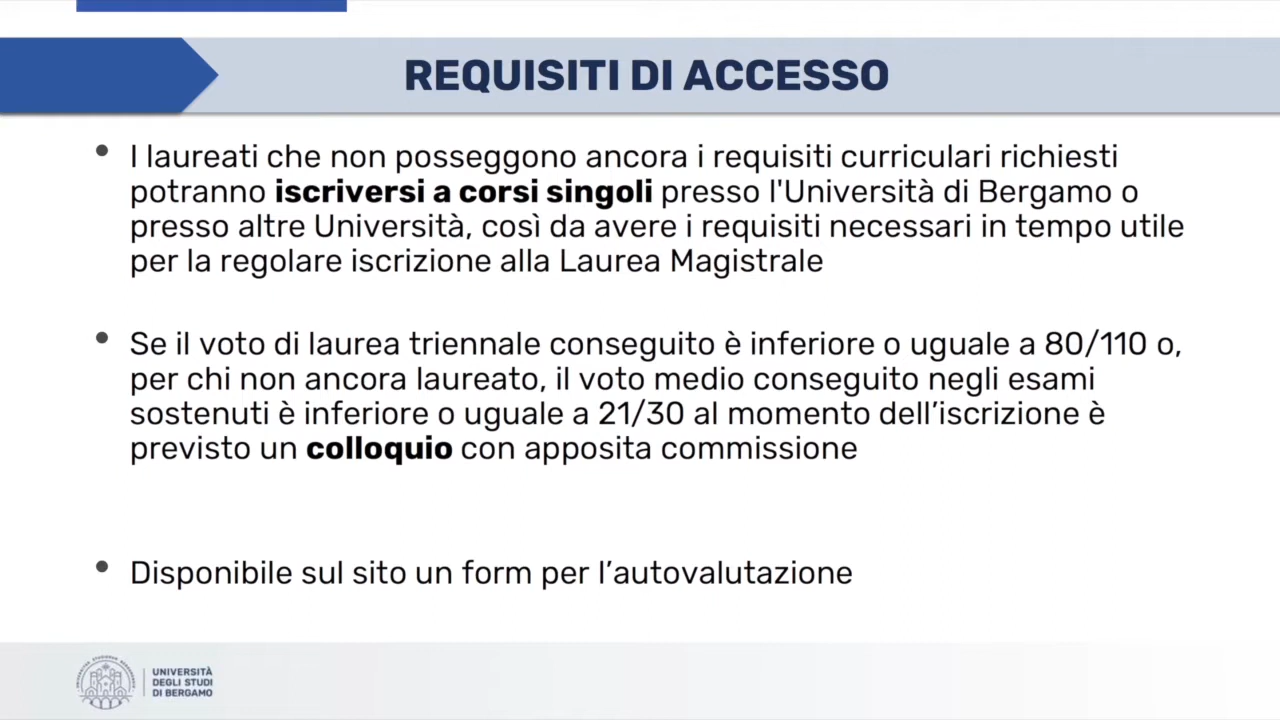 REQUISITI DI ACCESSO
• I laureati che non posseggono ancora i requisiti curriculari richiesti
potranno iscriversi a corsi singoli presso l'Università di Bergamo o
presso altre Università, così da avere i requisiti necessari in tempo utile
per la regolare iscrizione alla Laurea Magistrale
• Se il voto di laurea triennale conseguito è inferiore o uguale a 80/110 o,
per chi non ancora laureato, il voto medio conseguito negli esami
sostenuti è inferiore o uguale a 21/30 al momento dell’iscrizione è
previsto un colloquio con apposita commissione
• Disponibile sul sito un form per l’autovalutazione
UNIVERSITÀ
DEGLI STUDI
DI BERGAMO